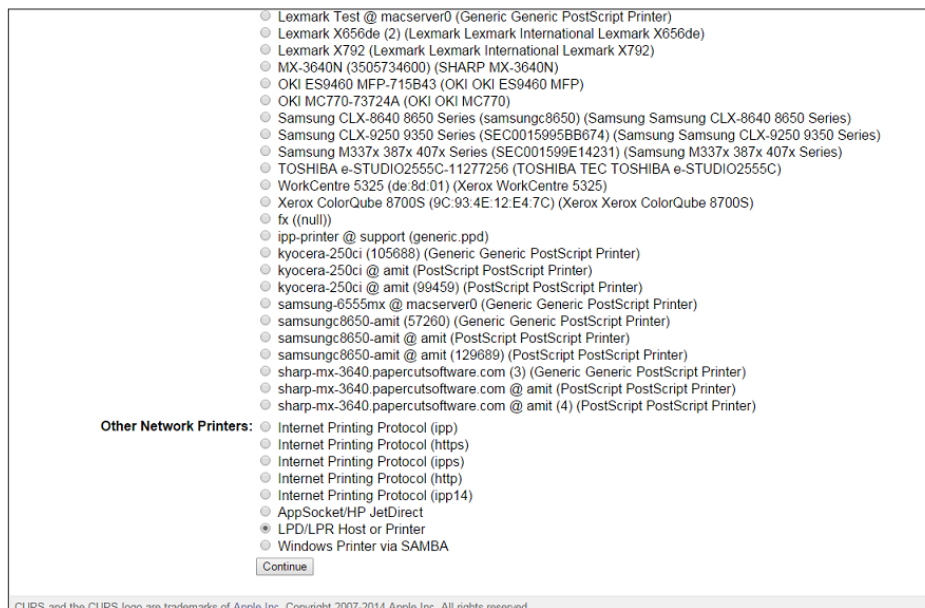 Lexmark Test @ macserver0 (Generic Generic PostScript Printer)
Lexmark X656de (2) (Lexmark Lexmark International Lexmark X656de)
Lexmark X792 (Lexmark Lexmark International Lexmark X792)
MX-3640N (3505734600) (SHARP MX-3640N)
OKI ES9460 MFP-715B43 (OKI OKI ES9460 MFP)
OKI MC770-73724A (OKI OKI MC770)
Samsung CLX-8640 8650 Series (samsungc8650) (Samsung Samsung CLX-8640 8650 Series)
Samsung CLX-9250 9350 Series (SEC0015995BB674) (Samsung Samsung CLX-9250 9350 Series)
Samsung M337x 387x 407x Series (SEC001599E14231) (Samsung M337x 387x 407x Series)
TOSHIBA e-STUDIO2555C-11277256 (TOSHIBA TEC TOSHIBA e-STUDIO2555C)
WorkCentre 5325 (de:8d:01) (Xerox WorkCentre 5325)
Xerox ColorQube 8700S (9C:93:4E:12:E4:7C) (Xerox Xerox ColorQube 8700S)
fx ((null))
ipp-printer @ support (generic.ppd)
kyocera-250ci (105688) (Generic Generic PostScript Printer)
kyocera-250ci @ amit (PostScript PostScript Printer)
kyocera-250ci @ amit (99459) (PostScript PostScript Printer)
samsung-6555mx @ macserver0 (Generic Generic PostScript Printer)
samsungc8650-amit (57260) (Generic Generic PostScript Printer)
samsungc8650-amit @ amit (PostScript PostScript Printer)
samsungc8650-amit @ amit (129689) (PostScript PostScript Printer)
sharp-mx-3640.papercutsoftware.com (3) (Generic Generic PostScript Printer)
sharp-mx-3640.papercutsoftware.com @ amit (PostScript PostScript Printer)
sharp-mx-3640.papercutsoftware.com @ amit (4) (PostScript PostScript Printer)
Other Network Printers: Internet Printing Protocol (ipp)
Internet Printing Protocol (https)
Internet Printing Protocol (ipps)
Internet Printing Protocol (http)
Internet Printing Protocol (ipp14)
AppSocket/HP JetDirect
LPD/LPR Host or Printer
Windows Printer via SAMBA
Continue
CUPS and the CUPS logo are trademarks of Apple Inc. Copyright 2007-2014 Apple Inc. All rights reserved.